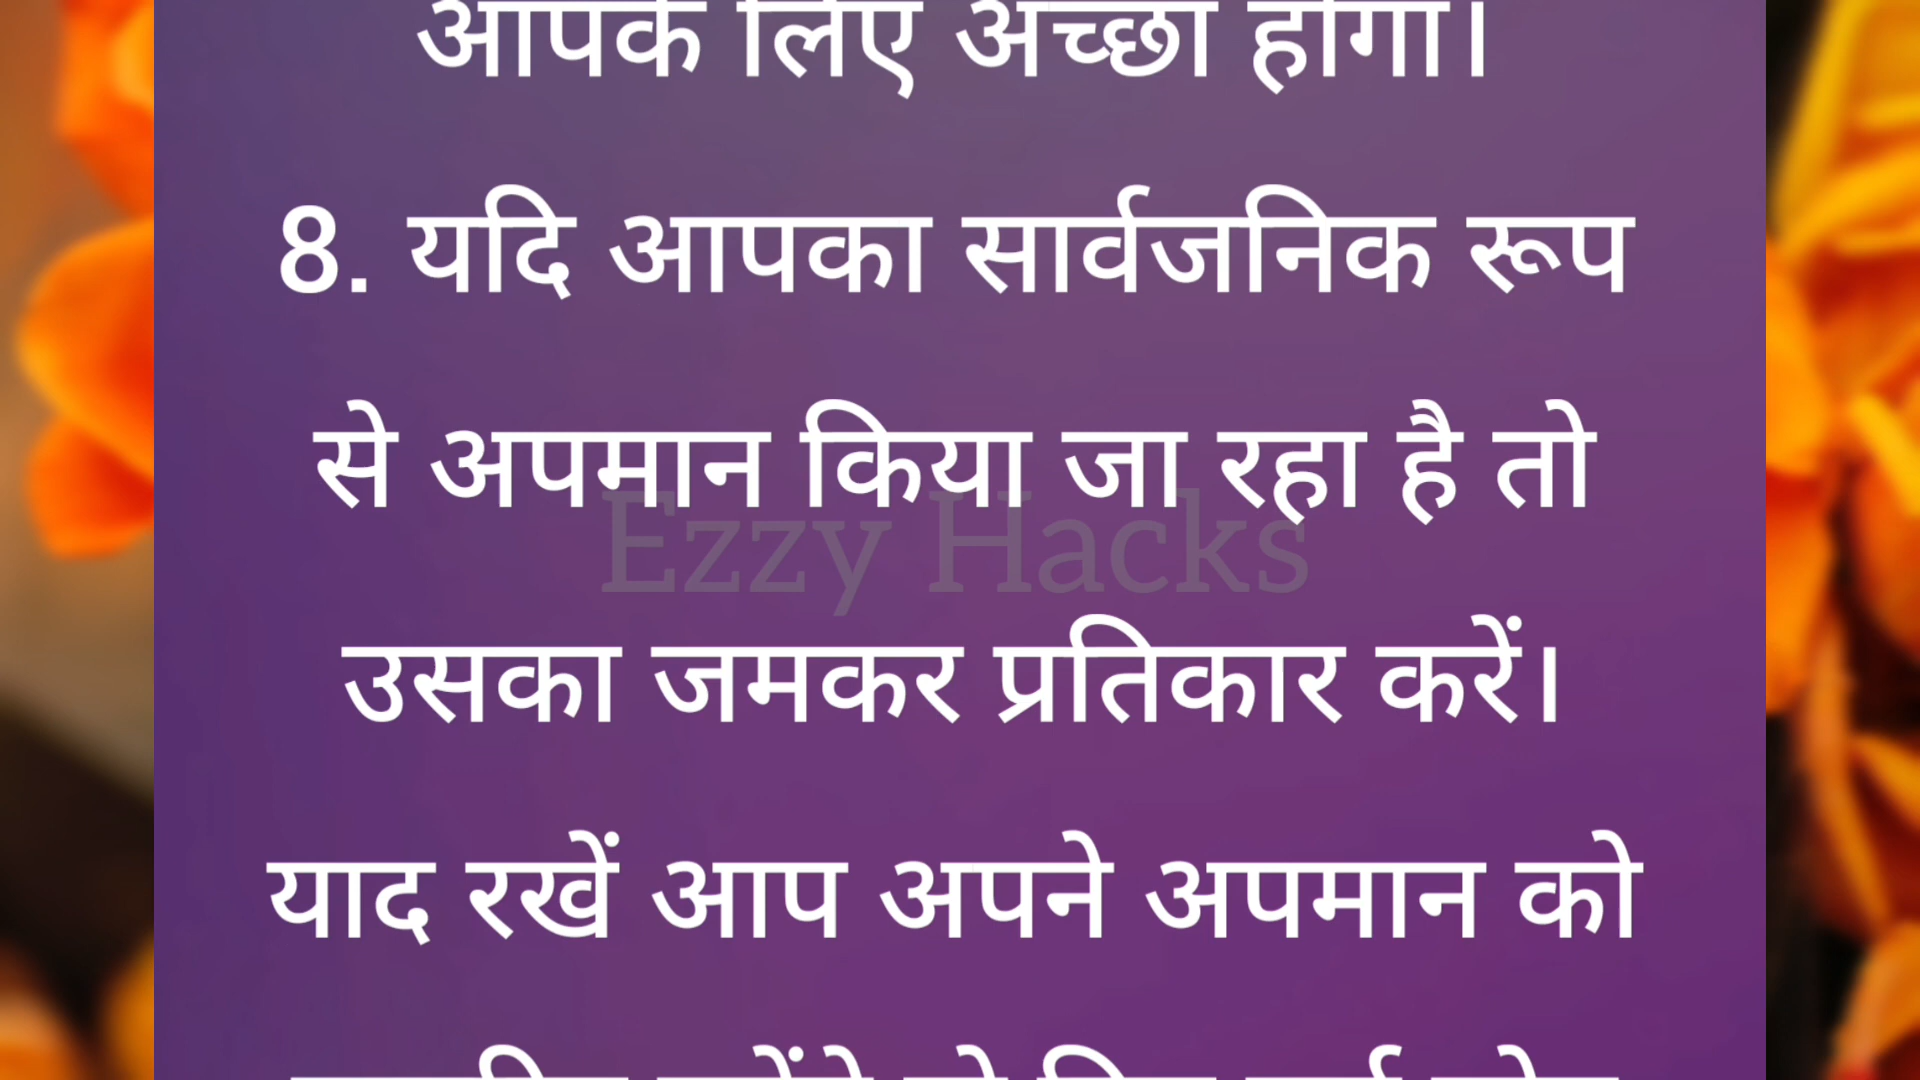 आपके लिए अच्छा होगा।
8. यदि आपका सार्वजनिक रूप
से अपमान किया जा रहा है तो
Ezzy Hacks
उसका जमकर प्रतिकार करें।
याद रखें आप अपने अपमान को